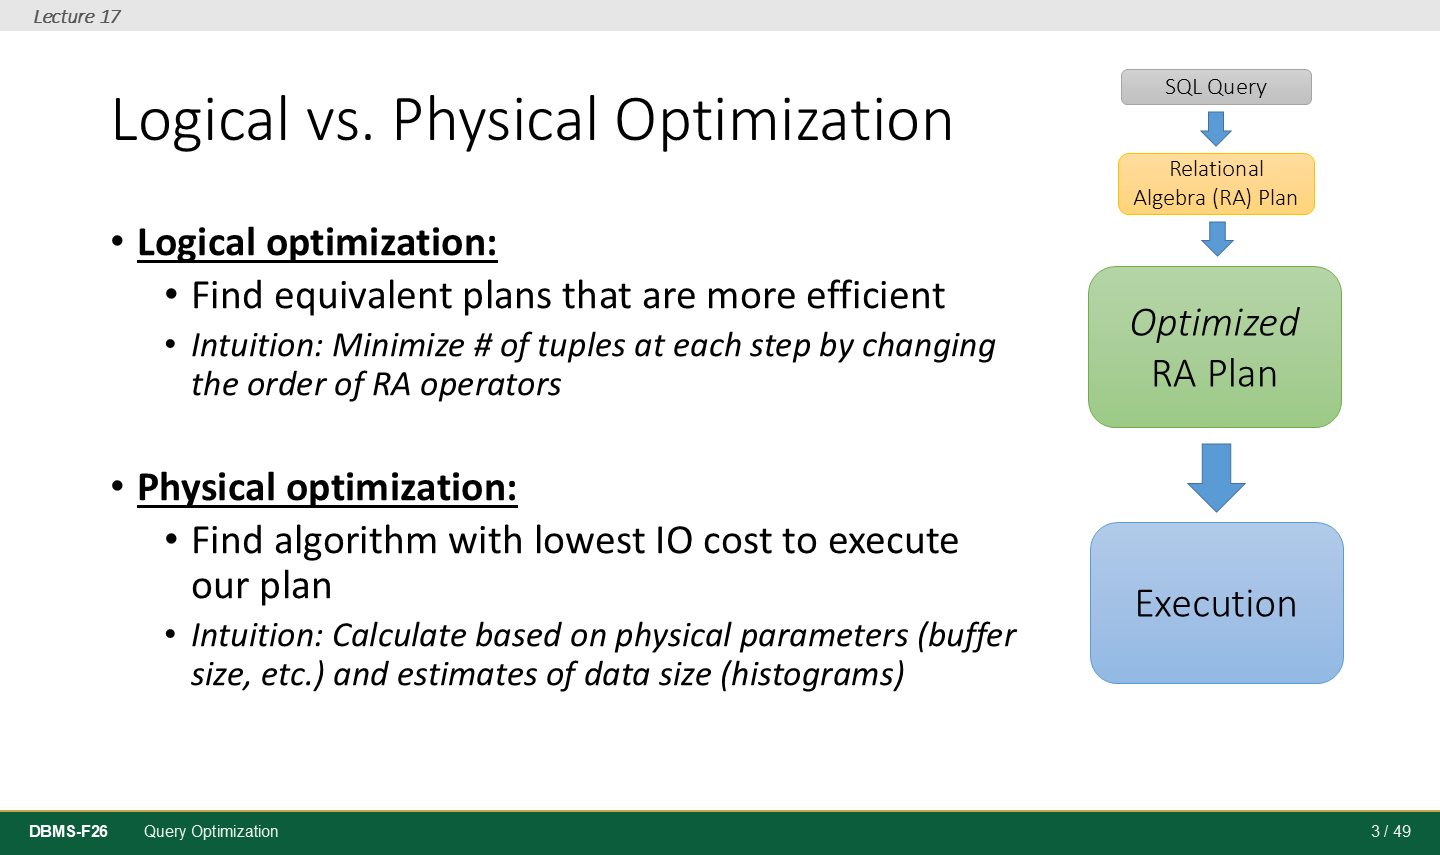 Lecture 17
Logical vs. Physical Optimization
• Logical optimization:
• Find equivalent plans that are more efficient
• Intuition: Minimize # of tuples at each step by changing
the order of RA operators
• Physical optimization:
• Find algorithm with lowest IO cost to execute
our plan
• Intuition: Calculate based on physical parameters (buffer
size, etc.) and estimates of data size (histograms)
SQL Query
Relational
Algebra (RA) Plan
Optimized
RA Plan
Execution
DBMS-F26 Query Optimization 3 / 49